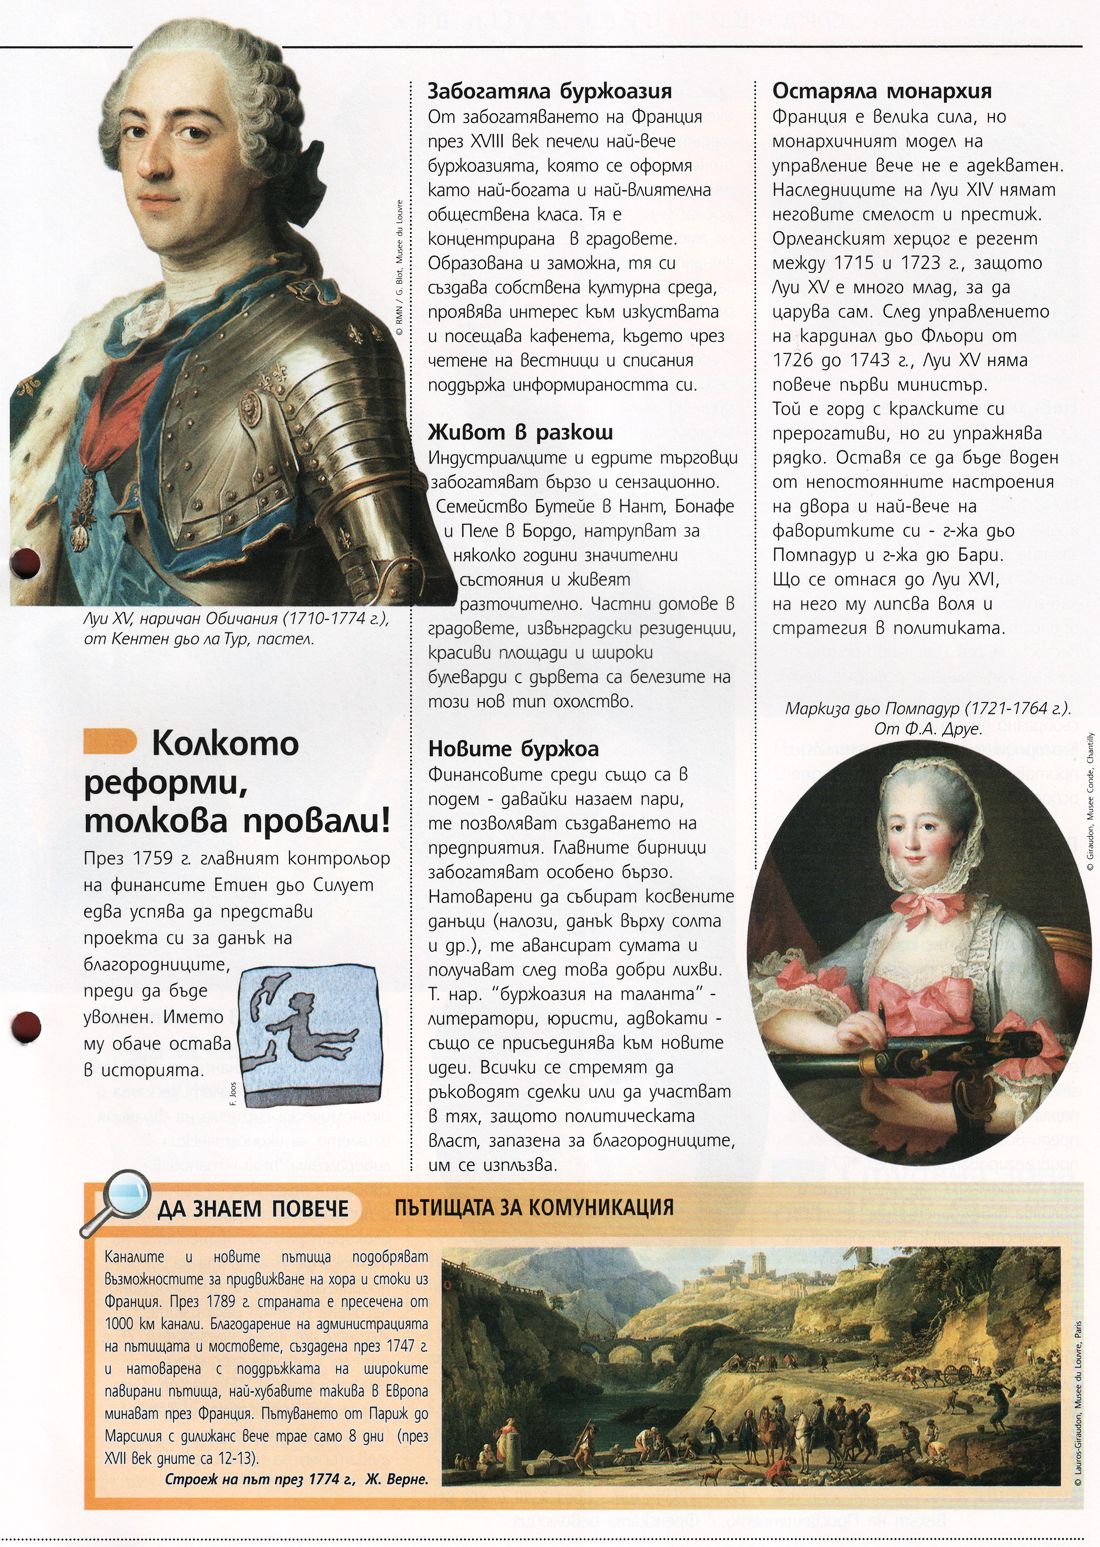 © RMN / G. Blot, Musee du Louvre
Луи XV, наричан Обичания (1710-1774 г.),
от Кентен дьо ла Тур, пастел.
Колкото
реформи,
толкова провали!
През 1759 г. главният контрольор
на финансите Етиен дьо Силует
едва успява да представи
проекта си за данък на
благородниците,
преди да бъде
уволнен. Името
му обаче остава
в историята.
F. Joos
Забогатяла буржоазия
От забогатяването на Франция
през XVIII век печели най-вече
буржоазията, която се оформя
като най-богата и най-влиятелна
обществена класа. Тя е
концентрирана в градовете.
Образована и заможна, тя си
създава собствена културна среда,
проявява интерес към изкуствата
и посещава кафенета, където чрез
четене на вестници и списания
поддържа информираността си.
Живот в разкош
Индустриалците и едрите търговци
забогатяват бързо и сензационно.
Семейство Бутейе в Нант, Бонафе
и Пеле в Бордо, натрупват за
няколко години значителни
състояния и живеят
разточително. Частни домове в
градовете, извънградски резиденции,
красиви площади и широки
булеварди с дървета са белезите на
този нов тип охолство.
Новите буржоа
Финансовите среди също са в
подем - давайки назаем пари,
те позволяват създаването на
предприятия. Главните бирници
забогатяват особено бързо.
Натоварени да събират косвените
данъци (налози, данък върху солта
и др.), те авансират сумата и
получават след това добри лихви.
Т. нар. “буржоазия на таланта” -
литератори, юристи, адвокати -
също се присъединява към новите
идеи. Всички се стремят да
ръководят сделки или да участват
в тях, защото политическата
власт, запазена за благородниците,
им се изплъзва.
Остаряла монархия
Франция е велика сила, но
монархичният модел на
управление вече не е адекватен.
Наследниците на Луи XIV нямат
неговите смелост и престиж.
Орлеанският херцог е регент
между 1715 и 1723 г., защото
Луи XV е много млад, за да
царува сам. След управлението
на кардинал дьо Фльори от
1726 до 1743 г., Луи XV няма
повече първи министър.
Той е горд с кралските си
прерогативи, но ги упражнява
рядко. Оставя се да бъде воден
от непостоянните настроения
на двора и най-вече на
фаворитките си - г-жа дьо
Помпадур и г-жа дю Бари.
Що се отнася до Луи XVI,
на него му липсва воля и
стратегия в политиката.
Маркиза дьо Помпадур (1721-1764 г.).
От Ф.А. Друе.
© Giraudon, Musee Conde, Chantilly
ДА ЗНАЕМ ПОВЕЧЕ
ПЪТИЩАТА ЗА КОМУНИКАЦИЯ
Каналите и новите пътища подобряват
възможностите за придвижване на хора и стоки из
Франция. През 1789 г. страната е пресечена от
1000 км канали. Благодарение на администрацията
на пътищата и мостовете, създадена през 1747 г.
и натоварена с поддръжката на широките
павирани пътища, най-хубавите такива в Европа
минават през Франция. Пътуването от Париж до
Марсилия с дилижанс вече трае само 8 дни (през
XVII век дните са 12-13).
Строеж на път през 1774 г., Ж. Верне.
© Lauros-Giraudon, Musee du Louvre, Paris